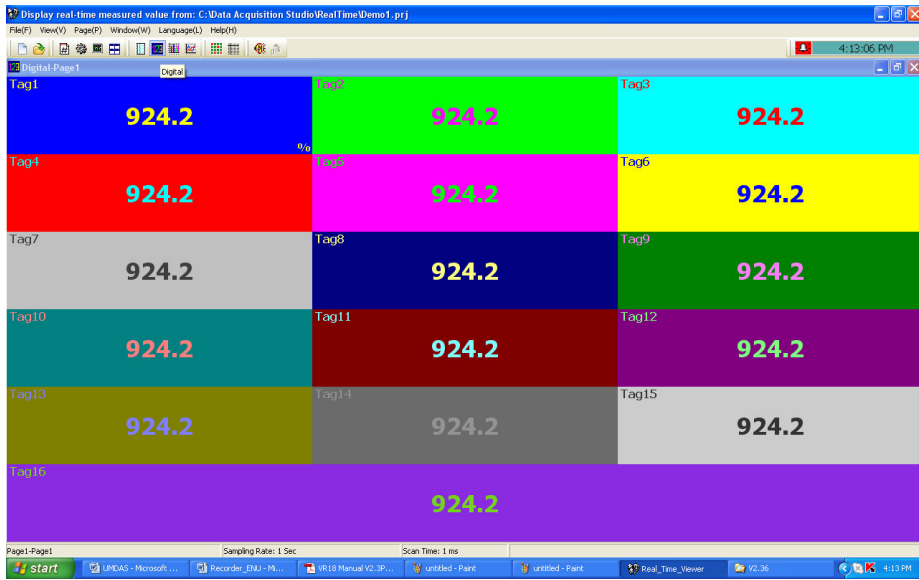 Display real-time measured value from: C:\Data Acquisition Studio\RealTime\Demo1.prj
File(F) View(V) Page(P) Window(W) Language(L) Help(H)
4:13:06 PM
Digital-Page1
Digital
Tag1 Tag2 Tag3
924.2 924.2 924.2
%
Tag4 Tag5 Tag6
924.2 924.2 924.2
Tag7 Tag8 Tag9
924.2 924.2 924.2
Tag10 Tag11 Tag12
924.2 924.2 924.2
Tag13 Tag14 Tag15
924.2 924.2 924.2
Tag16
924.2
Page1-Page1 Sampling Rate: 1 Sec Scan Time: 1 ms
start UMDAS - Microsoft ... Recorder_ENU - Mi... VR18 Manual V2.3P... untitled - Paint untitled - Paint Real_Time_Viewer V2.36 4:13 PM